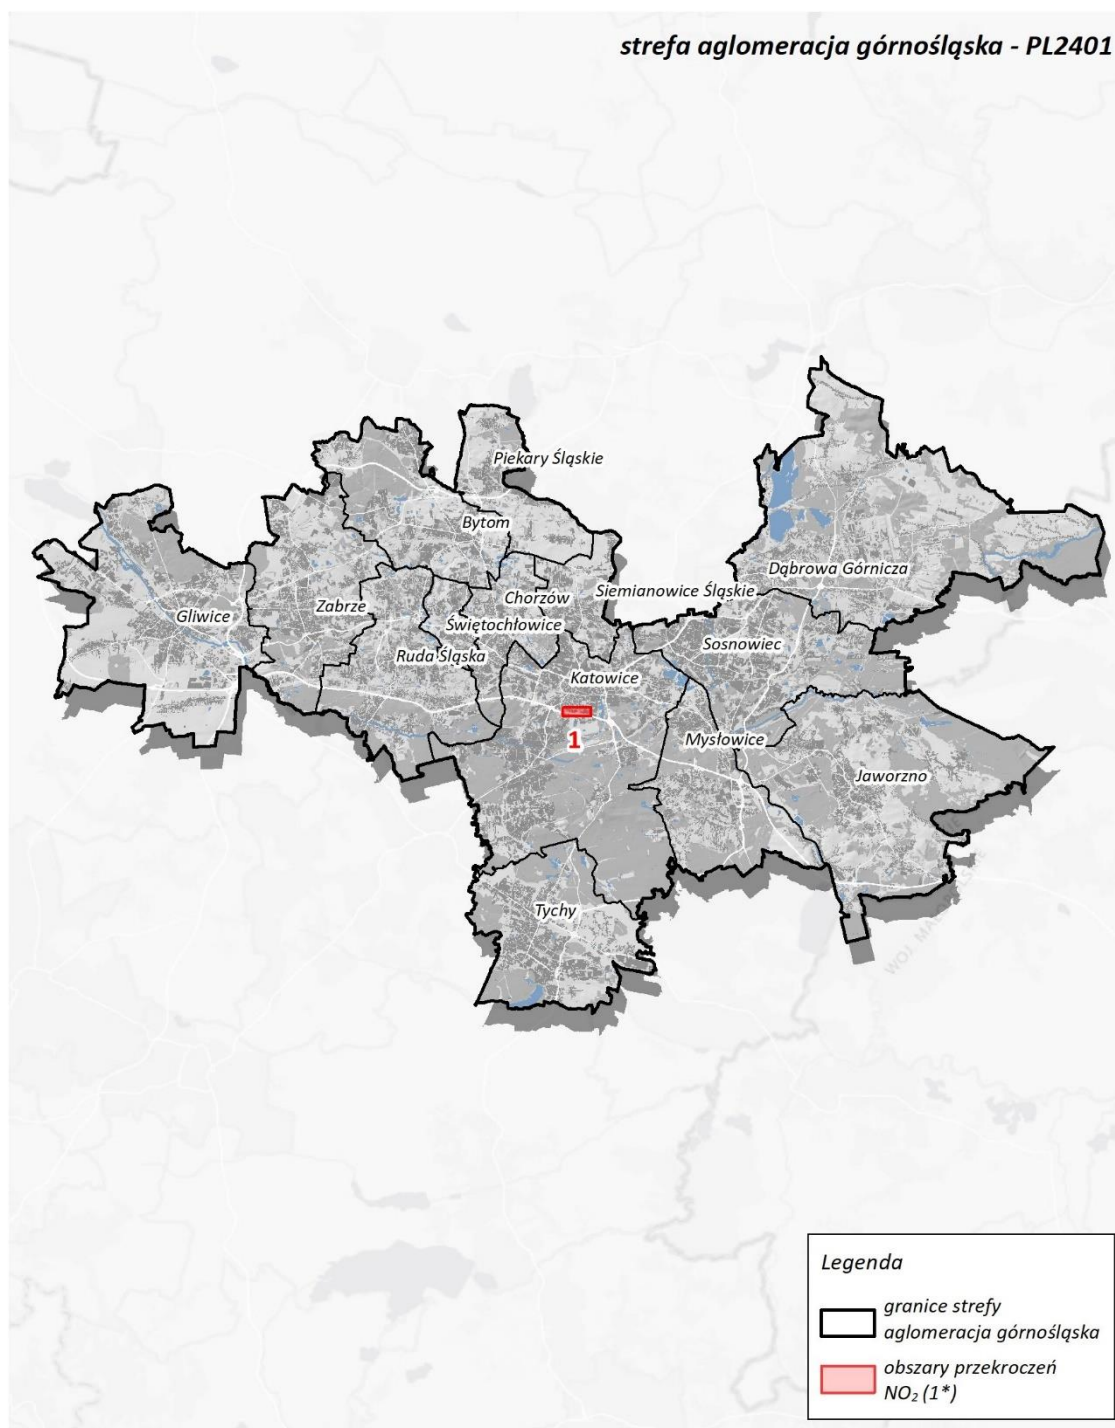 strefa aglomeracja górnośląska - PL2401
Piekary Śląskie
Bytom
Dąbrowa Górnicza
Chorzów
Siemianowice Śląskie
Zabrze
Gliwice
Świętochłowice
Sosnowiec
Ruda Śląska
Katowice
1
Mysłowice
Jaworzno
Tychy
WOJ.
Legenda
granice strefy
aglomeracja górnośląska
obszary przekroczeń
NO₂ (1*)